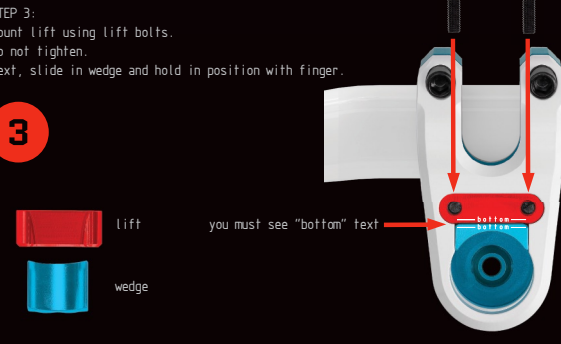 TEP 3:
ount lift using lift bolts.
o not tighten.
ext, slide in wedge and hold in position with finger.
3
lift
you must see "bottom" text
bottom
bottom
wedge